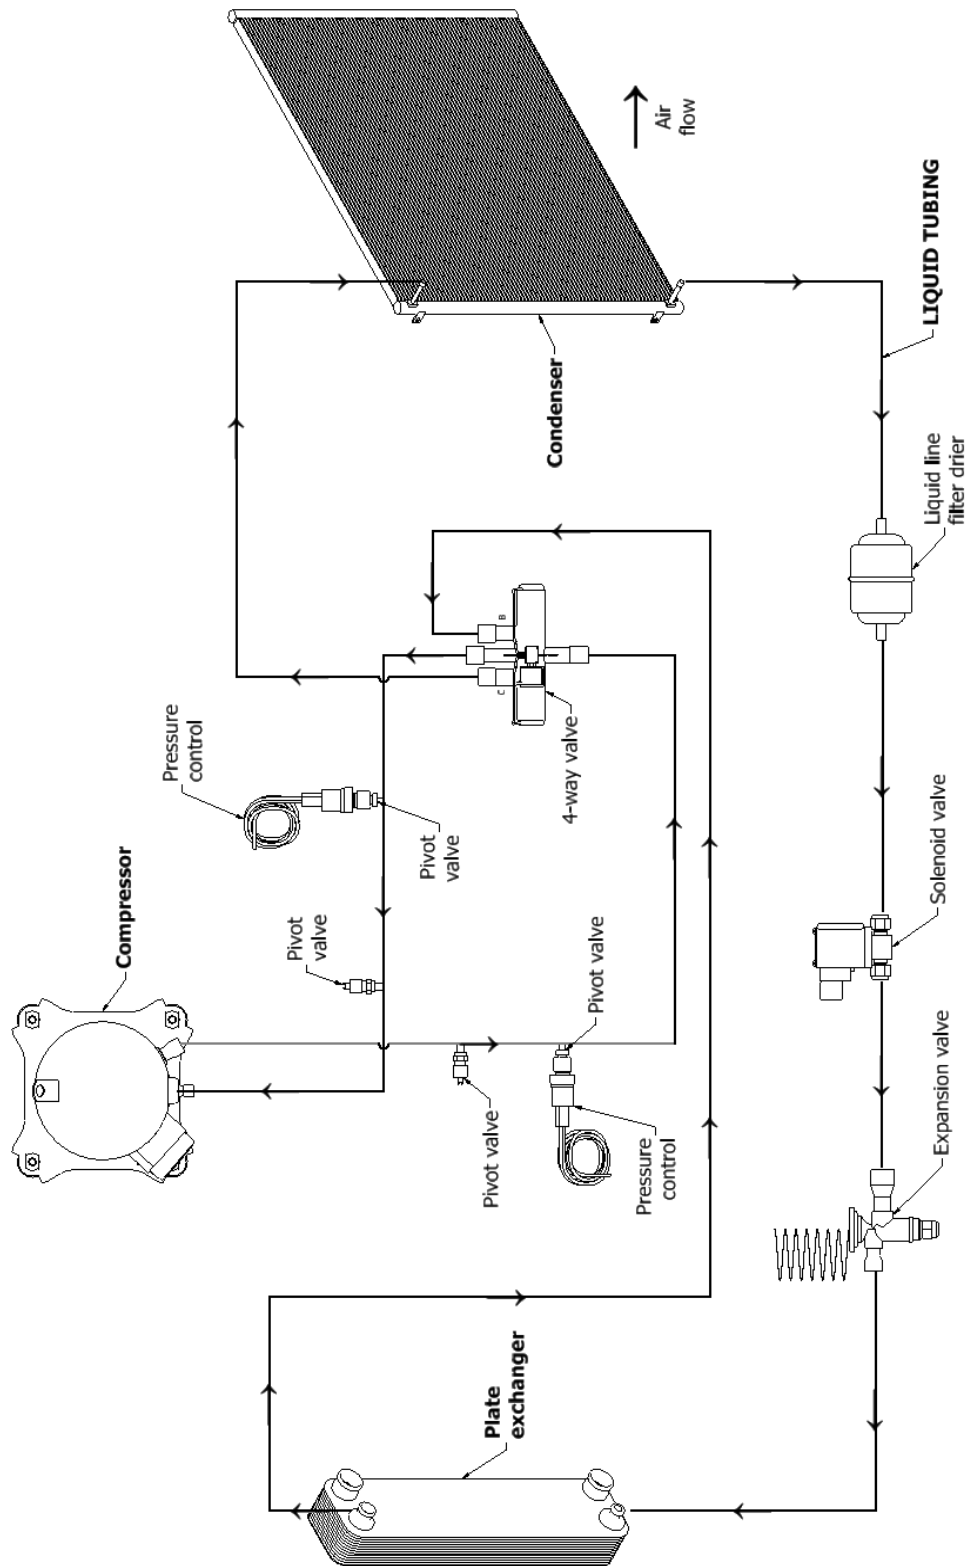 Plate
exchanger
Compressor
Pivot
valve
Pressure
control
Pivot
valve
Pivot valve
Pressure
control
Pivot valve
4-way valve
C
B
Condenser
Air
flow
Expansion valve
Solenoid valve
Liquid line
filter drier
LIQUID TUBING